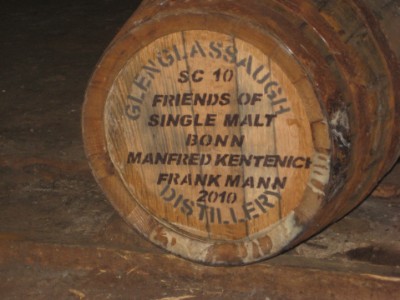 GLENGLASSAUGH
SC 10
FRIENDS OF
SINGLE MALT
BONN
MANFRED KENTENICH
FRANK MANN
2010
DISTILLERY